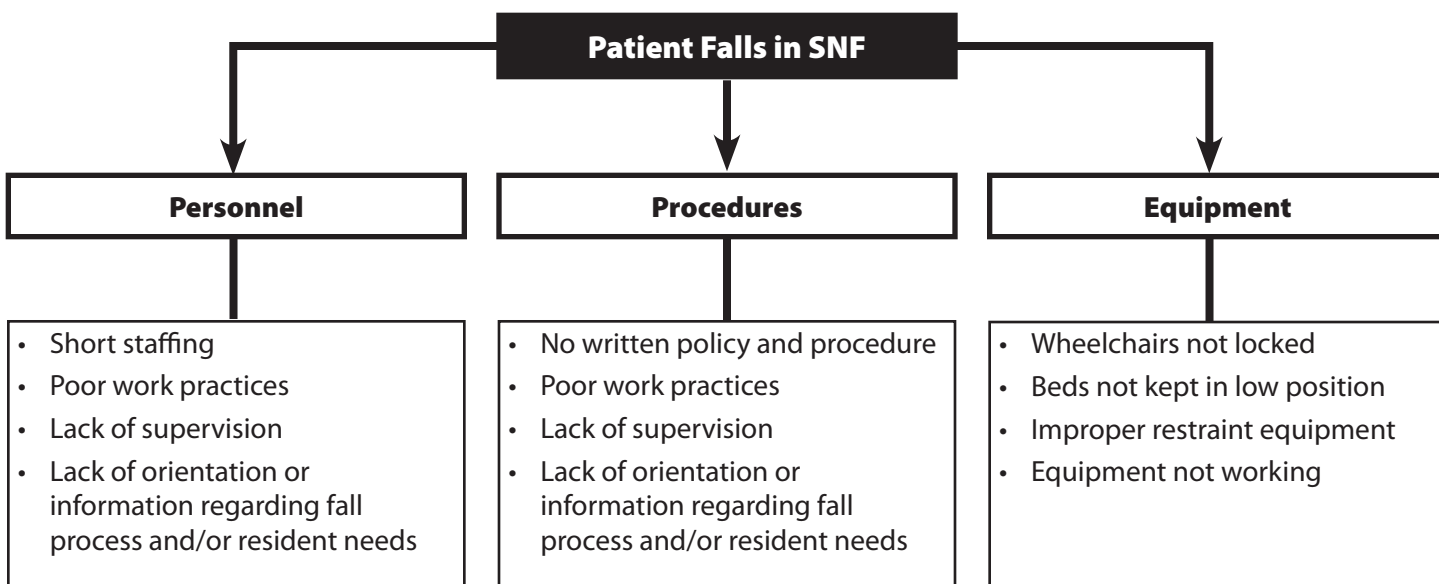 Patient Falls in SNF
Personnel
Procedures
Equipment
• Short staffing
• Poor work practices
• Lack of supervision
• Lack of orientation or
information regarding fall
process and/or resident needs
• No written policy and procedure
• Poor work practices
• Lack of supervision
• Lack of orientation or
information regarding fall
process and/or resident needs
• Wheelchairs not locked
• Beds not kept in low position
• Improper restraint equipment
• Equipment not working